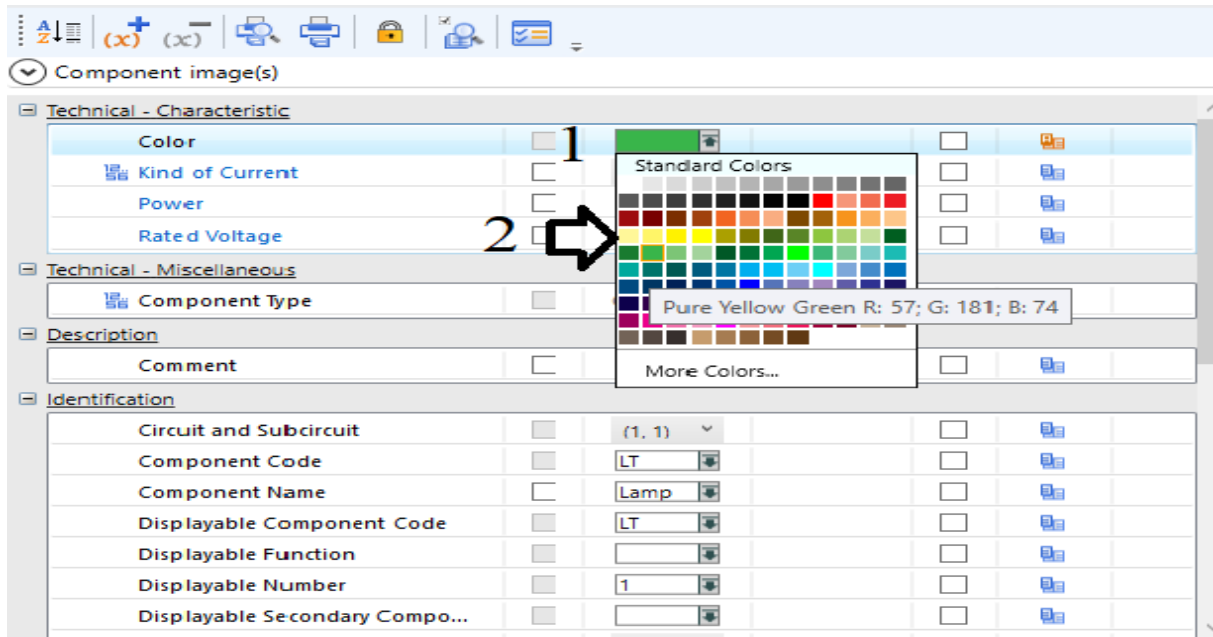 Component image(s)
Technical - Characteristic
Color
1
Standard Colors
Kind of Current
Power
2
Rated Voltage
Technical - Miscellaneous
Component Type
Pure Yellow Green R: 57; G: 181; B: 74
Description
Comment
More Colors...
Identification
Circuit and Subcircuit (1, 1)
Component Code LT
Component Name Lamp
Displayable Component Code LT
Displayable Function
Displayable Number 1
Displayable Secondary Compo...